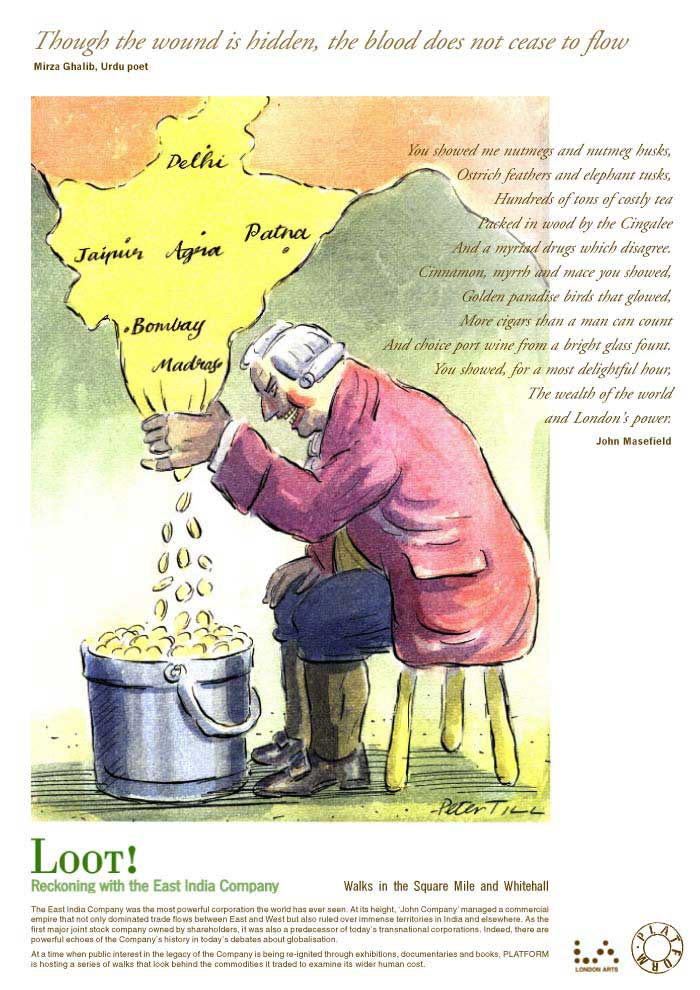 Though the wound is hidden, the blood does not cease to flow
Mirza Ghalib, Urdu poet
You showed me nutmegs and nutmeg husks,
Ostrich feathers and elephant tusks,
Hundreds of tons of costly tea
Packed in wood by the Cingalee
And a myriad drugs which disagree.
Cinnamon, myrrh and mace you showed,
Golden paradise birds that glowed,
More cigars than a man can count
And choice port wine from a bright glass fount.
You showed, for a most delightful hour,
The wealth of the world
and London's power.
John Masefield
Delhi
Jaipur Agra Patna
Bombay
Madras
Peter Till
Loot!
Reckoning with the East India Company
Walks in the Square Mile and Whitehall
The East India Company was the most powerful corporation the world has ever seen. At its height, 'John Company' managed a commercial
empire that not only dominated trade flows between East and West but also ruled over immense territories in India and elsewhere. As the
first major joint stock company owned by shareholders, it was also a predecessor of today's transnational corporations. Indeed, there are
powerful echoes of the Company's history in today's debates about globalisation.
At a time when public interest in the legacy of the Company is being re-ignited through exhibitions, documentaries and books, PLATFORM
is hosting a series of walks that look behind the commodities it traded to examine its wider human cost.
LONDON ARTS
PLATFORM